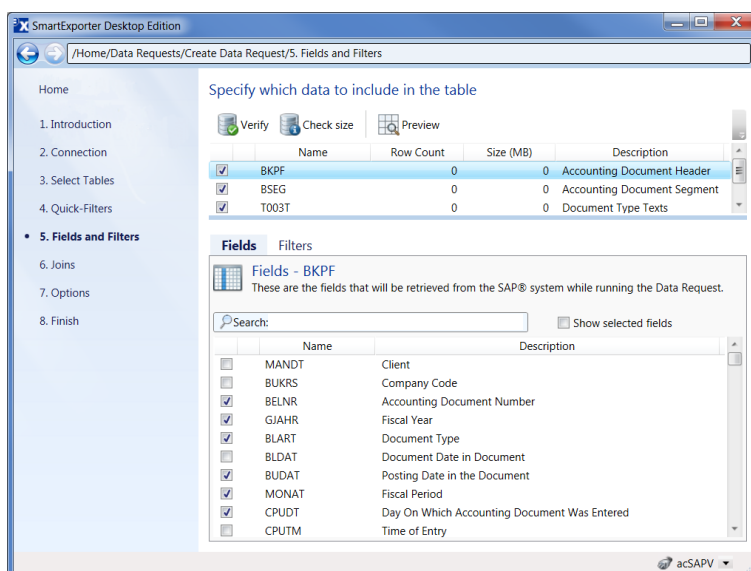 SmartExporter Desktop Edition
/Home/Data Requests/Create Data Request/5. Fields and Filters
Home
1. Introduction
2. Connection
3. Select Tables
4. Quick-Filters
• 5. Fields and Filters
6. Joins
7. Options
8. Finish
Specify which data to include in the table
Verify Check size Preview
Name Row Count Size (MB) Description
BKPF 0 0 Accounting Document Header
BSEG 0 0 Accounting Document Segment
T003T 0 0 Document Type Texts
Fields Filters
Fields - BKPF
These are the fields that will be retrieved from the SAP® system while running the Data Request.
Search: Show selected fields
Name Description
MANDT Client
BUKRS Company Code
BELNR Accounting Document Number
GJAHR Fiscal Year
BLART Document Type
BLDAT Document Date in Document
BUDAT Posting Date in the Document
MONAT Fiscal Period
CPUDT Day On Which Accounting Document Was Entered
CPUTM Time of Entry
acSAPV